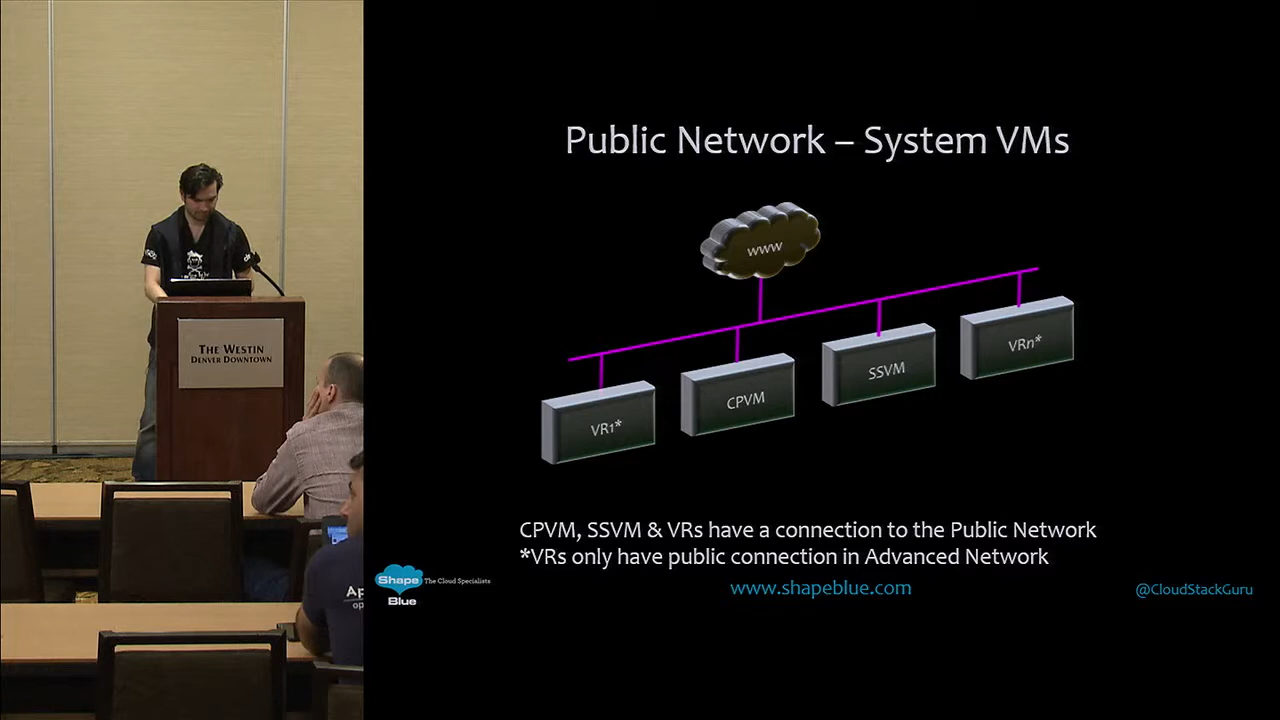 Public Network – System VMs
www
VR1*
CPVM
SSVM
VRn*
CPVM, SSVM & VRs have a connection to the Public Network
*VRs only have public connection in Advanced Network
Shape
Blue
The Cloud Specialists
www.shapeblue.com
@CloudStackGuru
THE WESTIN
DENVER DOWNTOWN